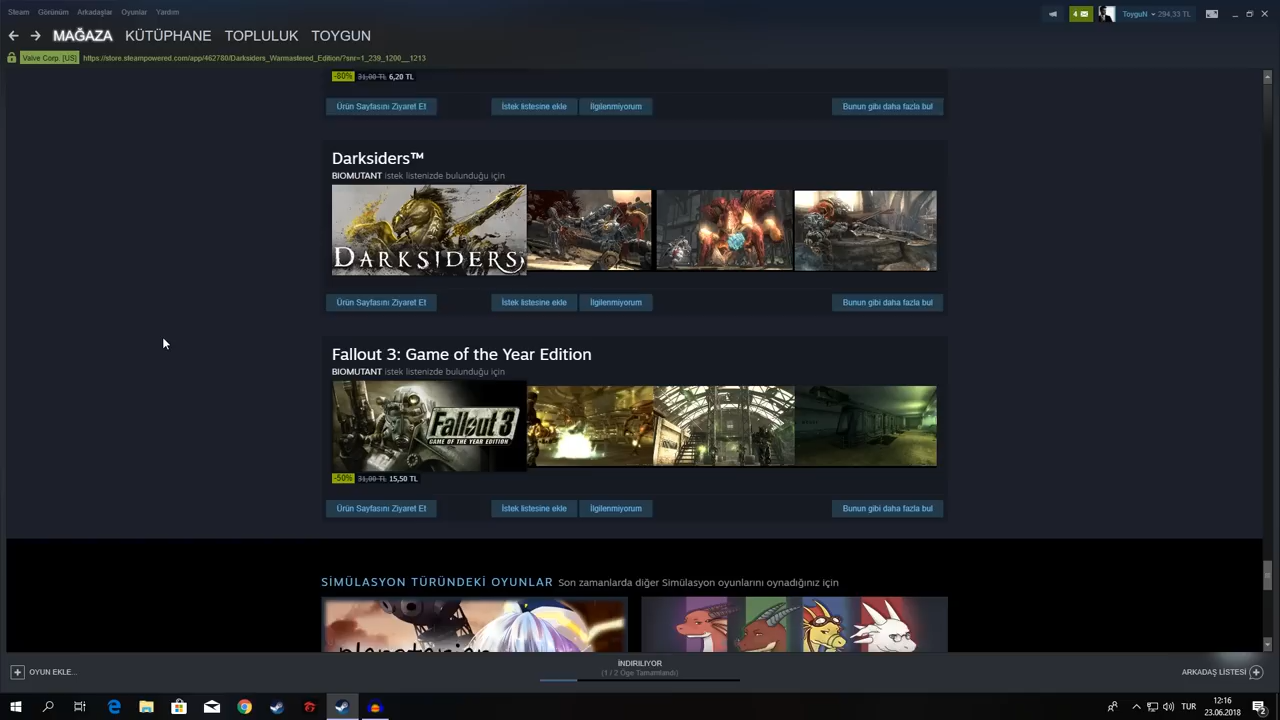 Steam Görünüm Arkadaşlar Oyunlar Yardım
4 ToyguN 294,33 TL
MAĞAZA KÜTÜPHANE TOPLULUK TOYGUN
Valve Corp. [US] https://store.steampowered.com/app/462780/Darksiders_Warmastered_Edition/?snr=1_239_1200__1213
-80% 31,00 TL 6,20 TL
Ürün Sayfasını Ziyaret Et İstek listesine ekle İlgilenmiyorum Bunun gibi daha fazla bul
Darksiders™
BIOMUTANT istek listenizde bulunduğu için
DARKSIDERS
Ürün Sayfasını Ziyaret Et İstek listesine ekle İlgilenmiyorum Bunun gibi daha fazla bul
Fallout 3: Game of the Year Edition
BIOMUTANT istek listenizde bulunduğu için
Fallout 3
GAME OF THE YEAR EDITION
-50% 31,00 TL 15,50 TL
Ürün Sayfasını Ziyaret Et İstek listesine ekle İlgilenmiyorum Bunun gibi daha fazla bul
SİMÜLASYON TÜRÜNDEKİ OYUNLAR Son zamanlarda diğer Simülasyon oyunlarını oynadığınız için
planetarian
OYUN EKLE... İNDİRİLİYOR ARKADAŞ LİSTESİ
(1 / 2 Öge Tamamlandı)
TUR 12:16
23.06.2018 2